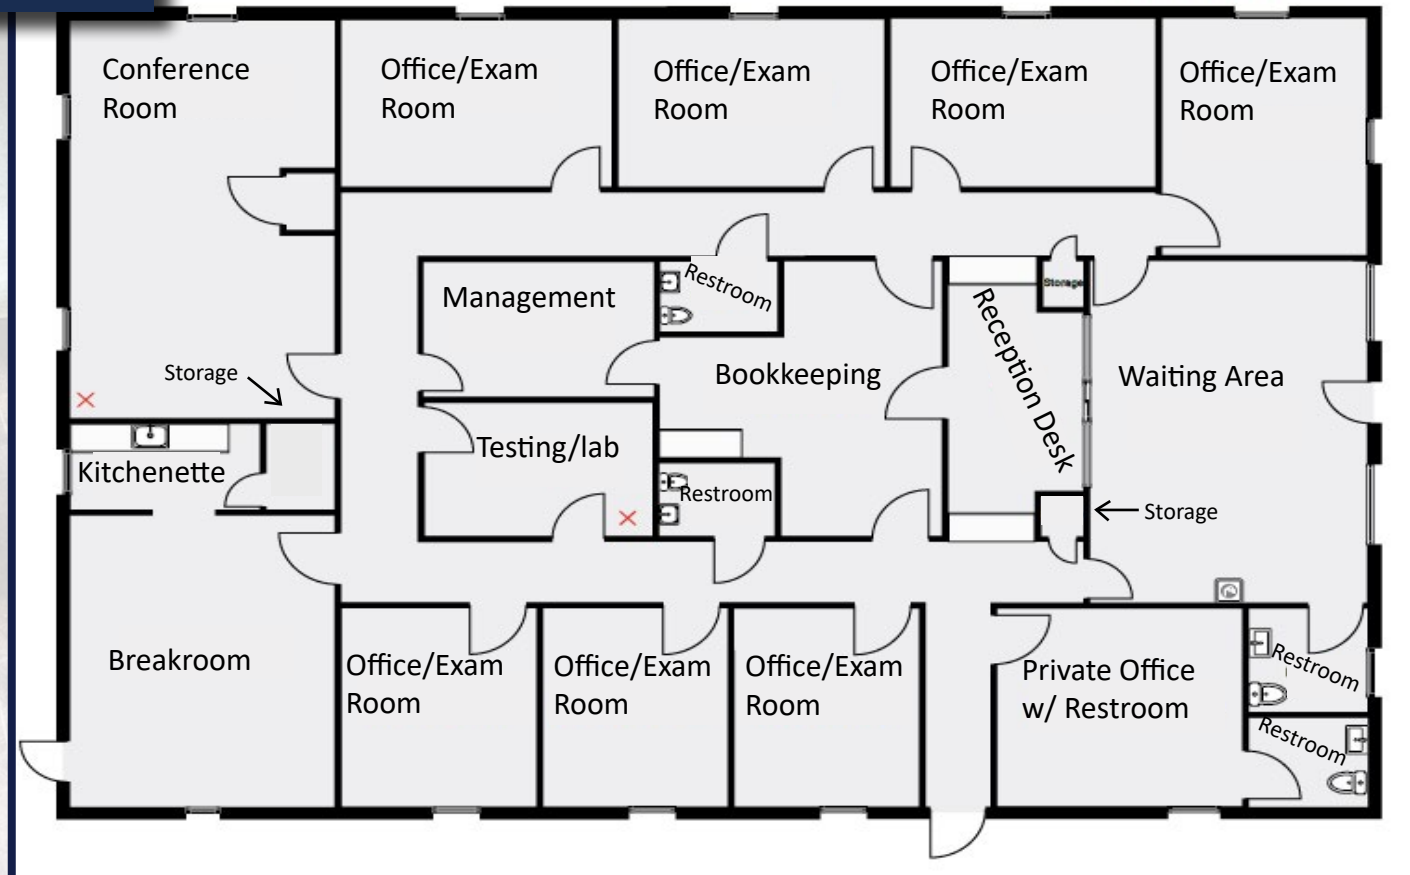 Conference
Room
Office/Exam
Room
Office/Exam
Room
Office/Exam
Room
Office/Exam
Room
Management
Restroom
Storage
Reception Desk
Bookkeeping
Waiting Area
Storage
Testing/lab
Kitchenette
Restroom
Storage
Breakroom
Office/Exam
Room
Office/Exam
Room
Office/Exam
Room
Private Office
w/ Restroom
Restroom
Restroom